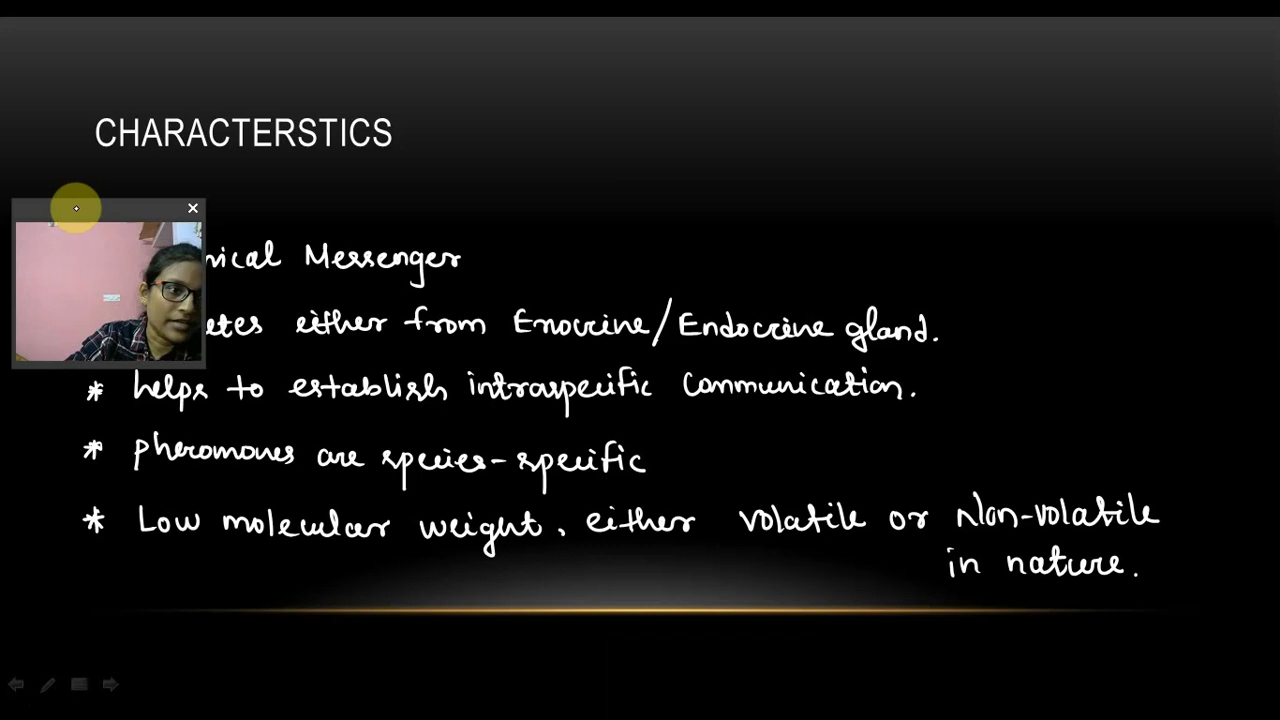 CHARACTERSTICS
nical Messenger
etes either from Exocrine/Endocrine gland.
* helps to establish intraspecific Communication.
* pheromones are species-specific
* Low molecular weight, either volatile or Non-volatile
in nature.